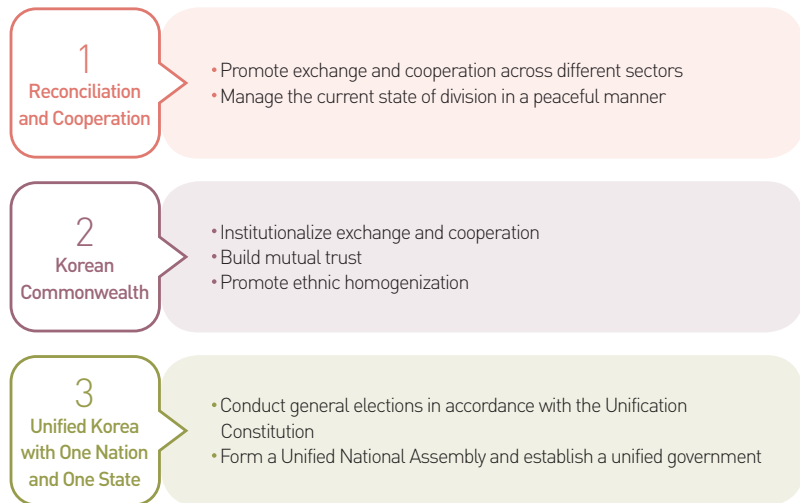 1
Reconciliation
and Cooperation
• Promote exchange and cooperation across different sectors
• Manage the current state of division in a peaceful manner
2
Korean
Commonwealth
• Institutionalize exchange and cooperation
• Build mutual trust
• Promote ethnic homogenization
3
Unified Korea
with One Nation
and One State
• Conduct general elections in accordance with the Unification
Constitution
• Form a Unified National Assembly and establish a unified government